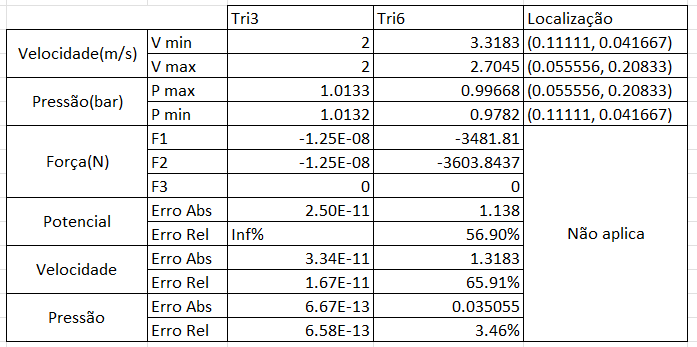 Tri3 Tri6 Localização
Velocidade(m/s) V min 2 3.3183 (0.11111, 0.041667)
V max 2 2.7045 (0.055556, 0.20833)
Pressão(bar) P max 1.0133 0.99668 (0.055556, 0.20833)
P min 1.0132 0.9782 (0.11111, 0.041667)
Força(N) F1 -1.25E-08 -3481.81 Não aplica
F2 -1.25E-08 -3603.8437
F3 0 0
Potencial Erro Abs 2.50E-11 1.138
Erro Rel Inf% 56.90%
Velocidade Erro Abs 3.34E-11 1.3183
Erro Rel 1.67E-11 65.91%
Pressão Erro Abs 6.67E-13 0.035055
Erro Rel 6.58E-13 3.46%